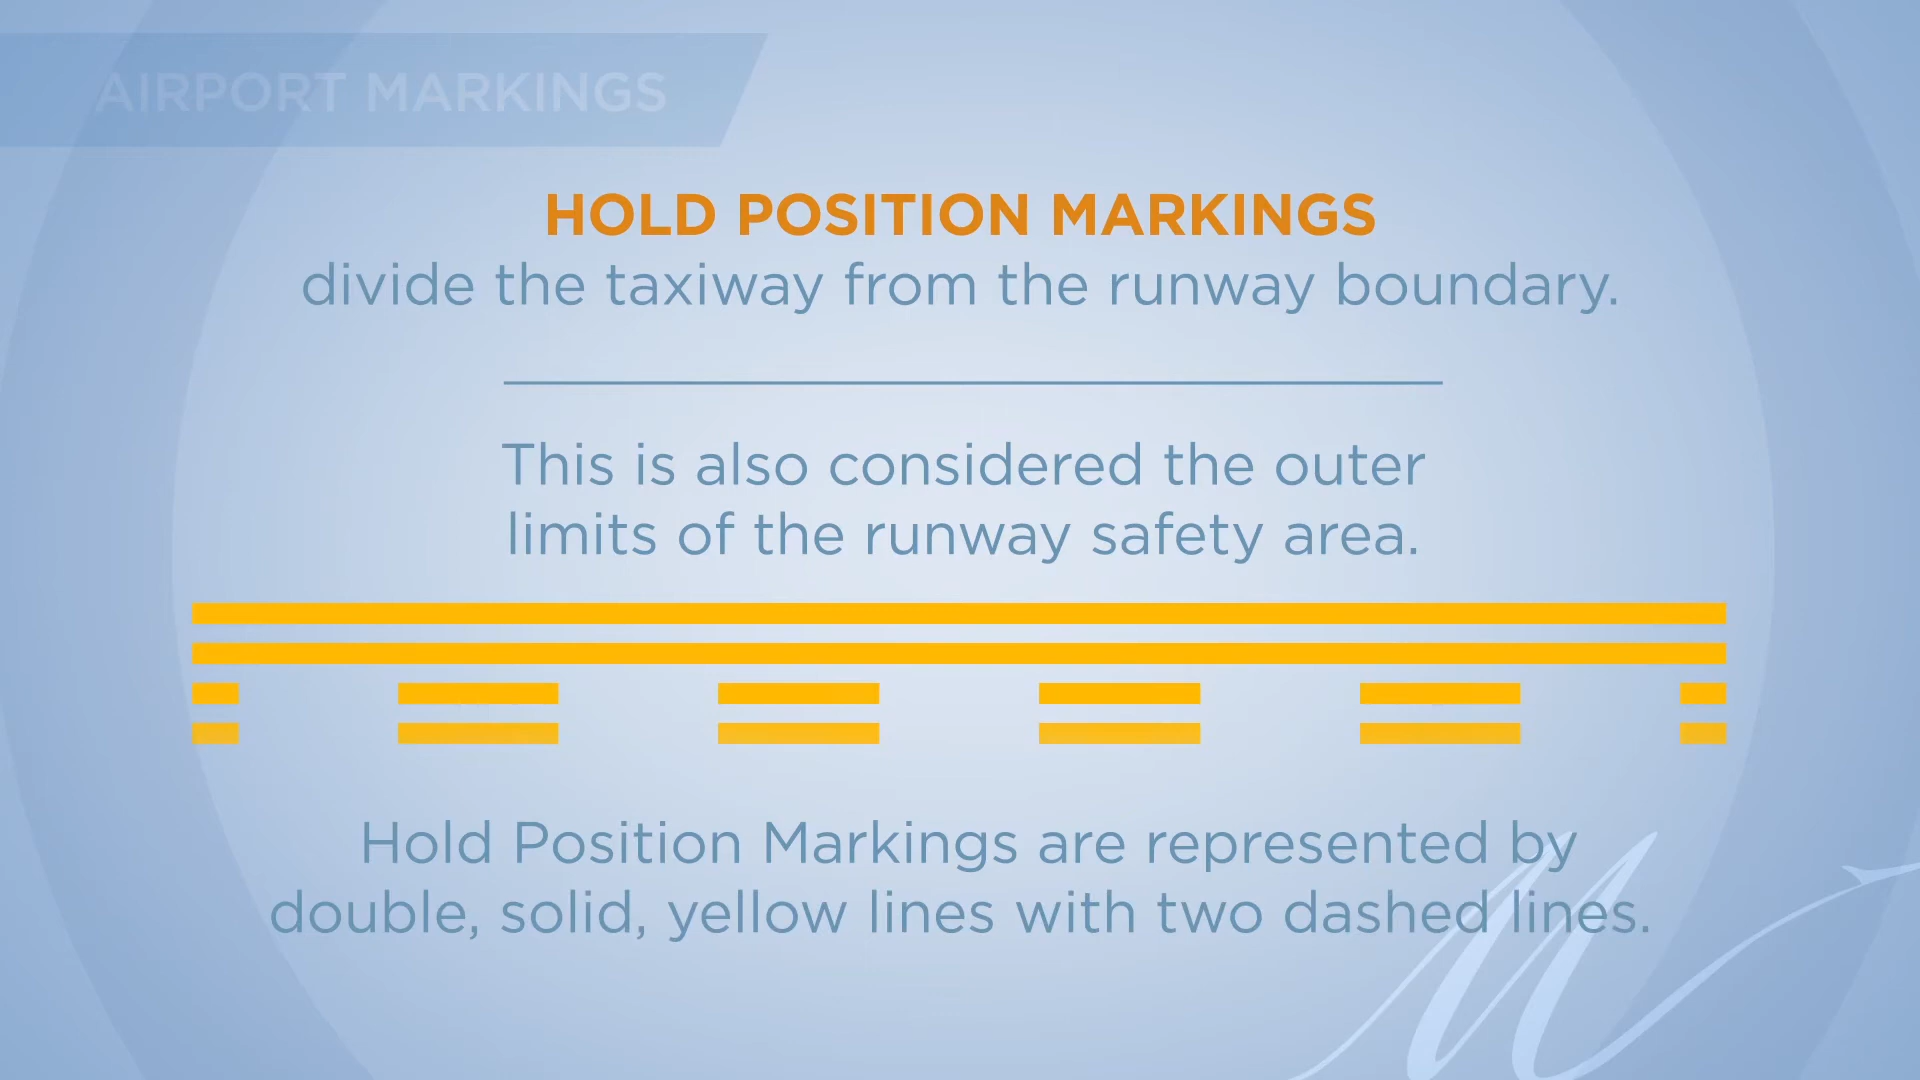 AIRPORT MARKINGS
HOLD POSITION MARKINGS
divide the taxiway from the runway boundary.
This is also considered the outer
limits of the runway safety area.
Hold Position Markings are represented by
double, solid, yellow lines with two dashed lines.